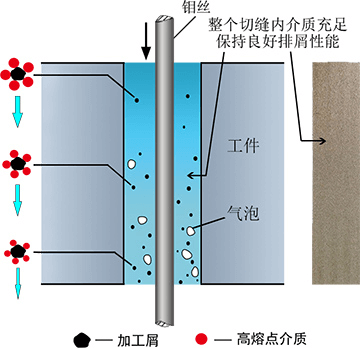 钼丝
整个切缝内介质充足
保持良好排屑性能
工件
气泡
加工屑
高熔点介质